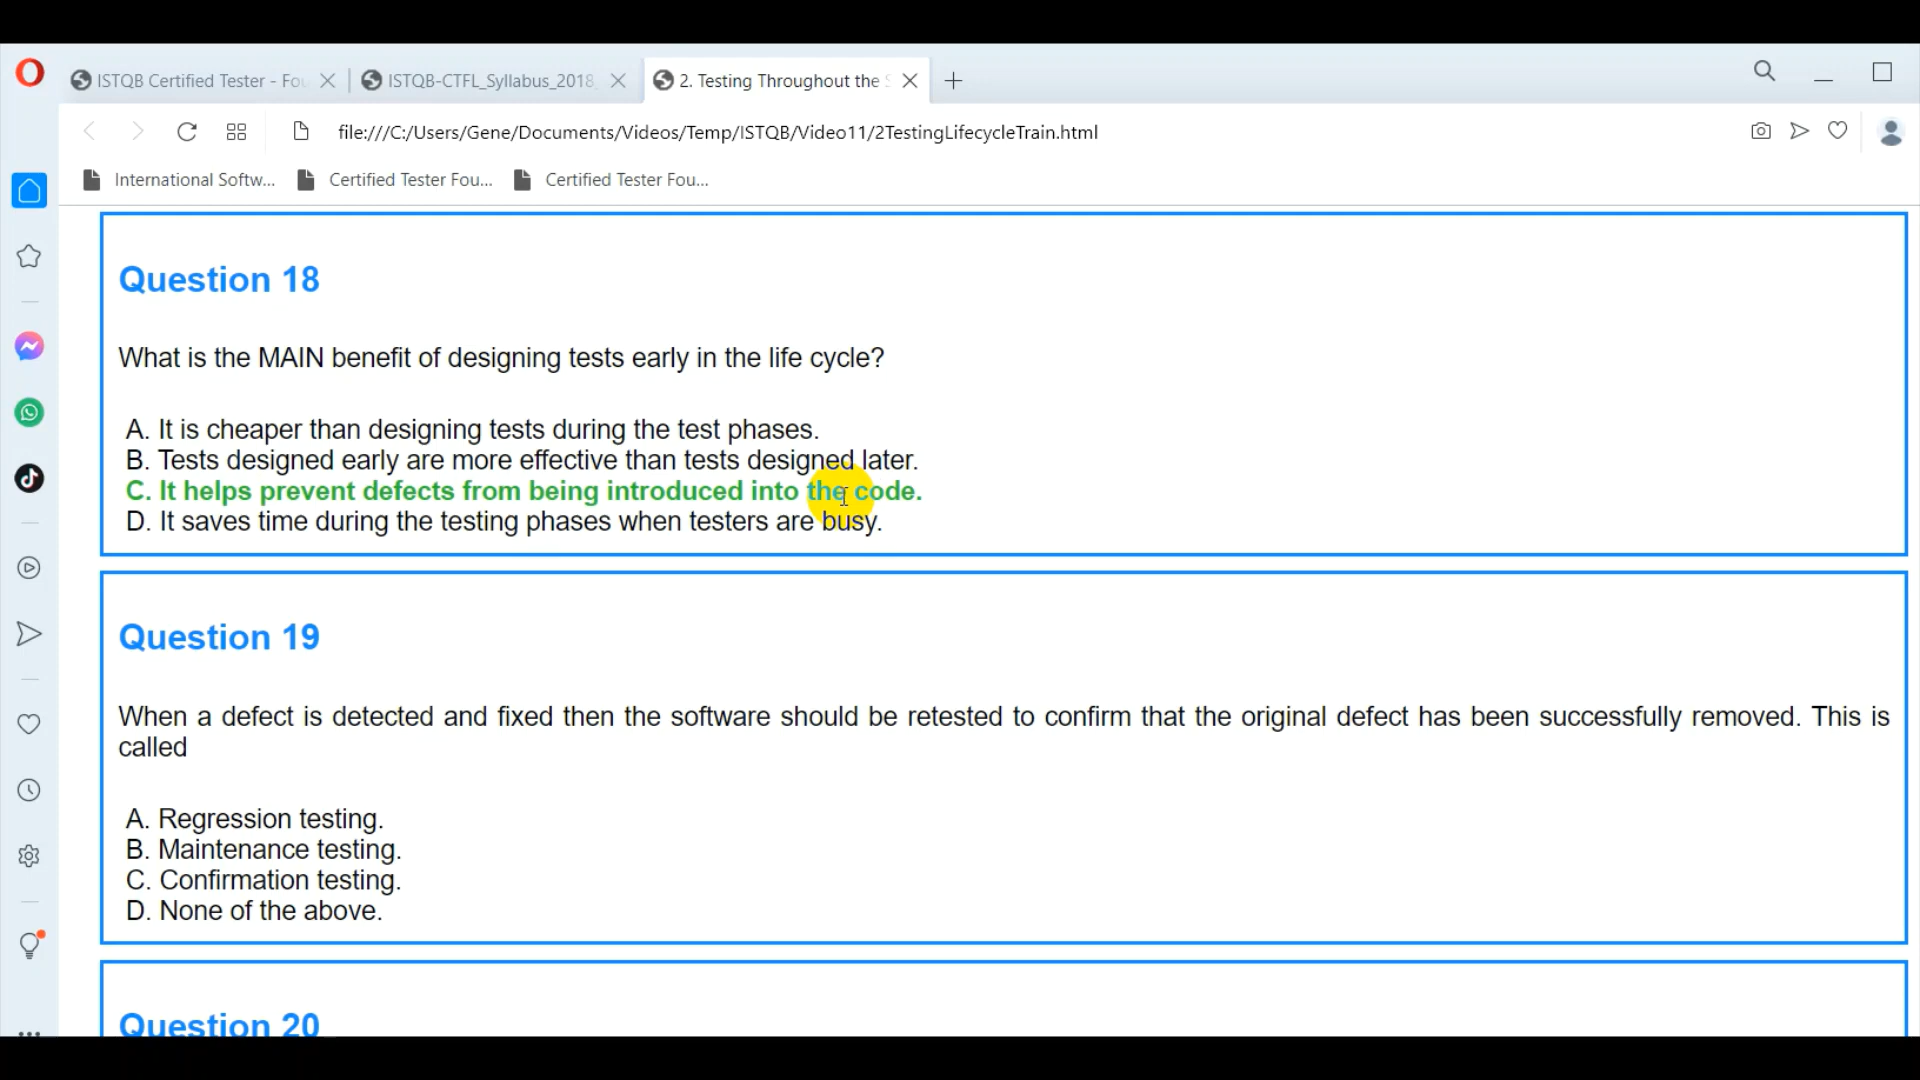 ISTQB Certified Tester - Fou
ISTQB-CTFL_Syllabus_2018_
2. Testing Throughout the S
file:///C:/Users/Gene/Documents/Videos/Temp/ISTQB/Video11/2TestingLifecycleTrain.html
International Softw...
Certified Tester Fou...
Certified Tester Fou...
Question 18
What is the MAIN benefit of designing tests early in the life cycle?
A. It is cheaper than designing tests during the test phases.
B. Tests designed early are more effective than tests designed later.
C. It helps prevent defects from being introduced into the code.
D. It saves time during the testing phases when testers are busy.
Question 19
When a defect is detected and fixed then the software should be retested to confirm that the original defect has been successfully removed. This is
called
A. Regression testing.
B. Maintenance testing.
C. Confirmation testing.
D. None of the above.
Question 20